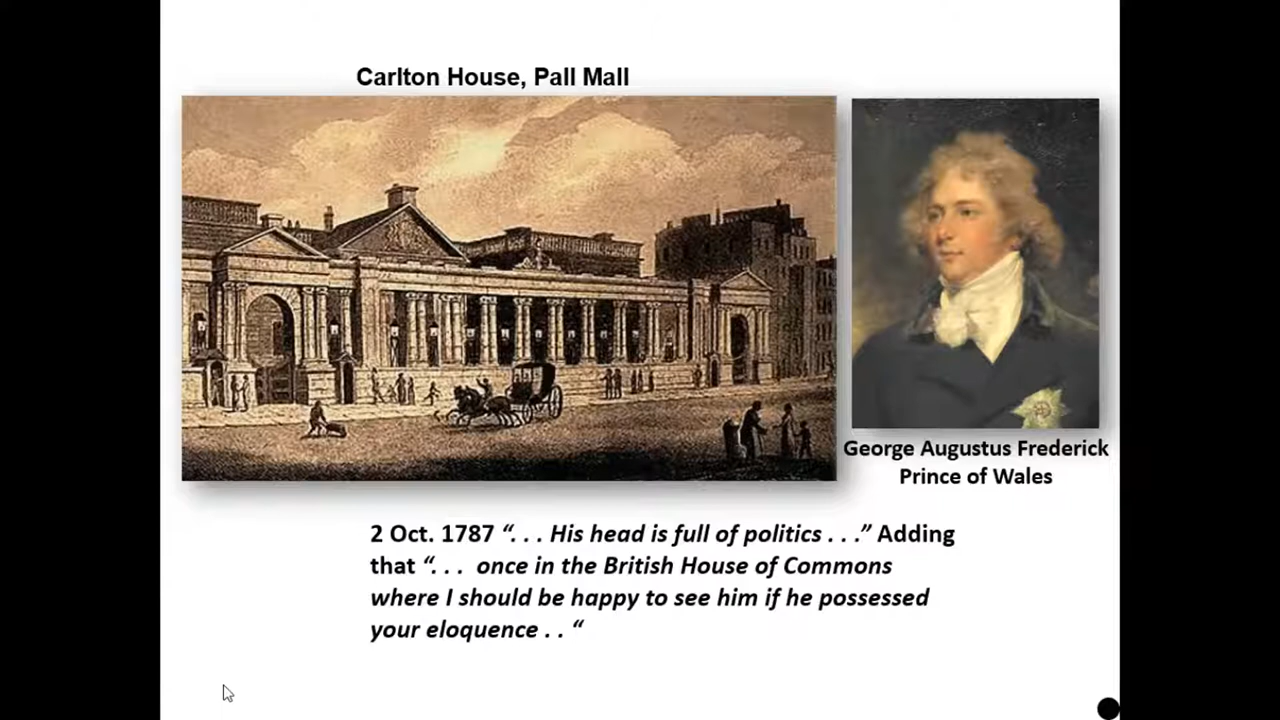 Carlton House, Pall Mall
George Augustus Frederick
Prince of Wales
2 Oct. 1787 “. . . His head is full of politics . . .” Adding
that “. . . once in the British House of Commons
where I should be happy to see him if he possessed
your eloquence . . “